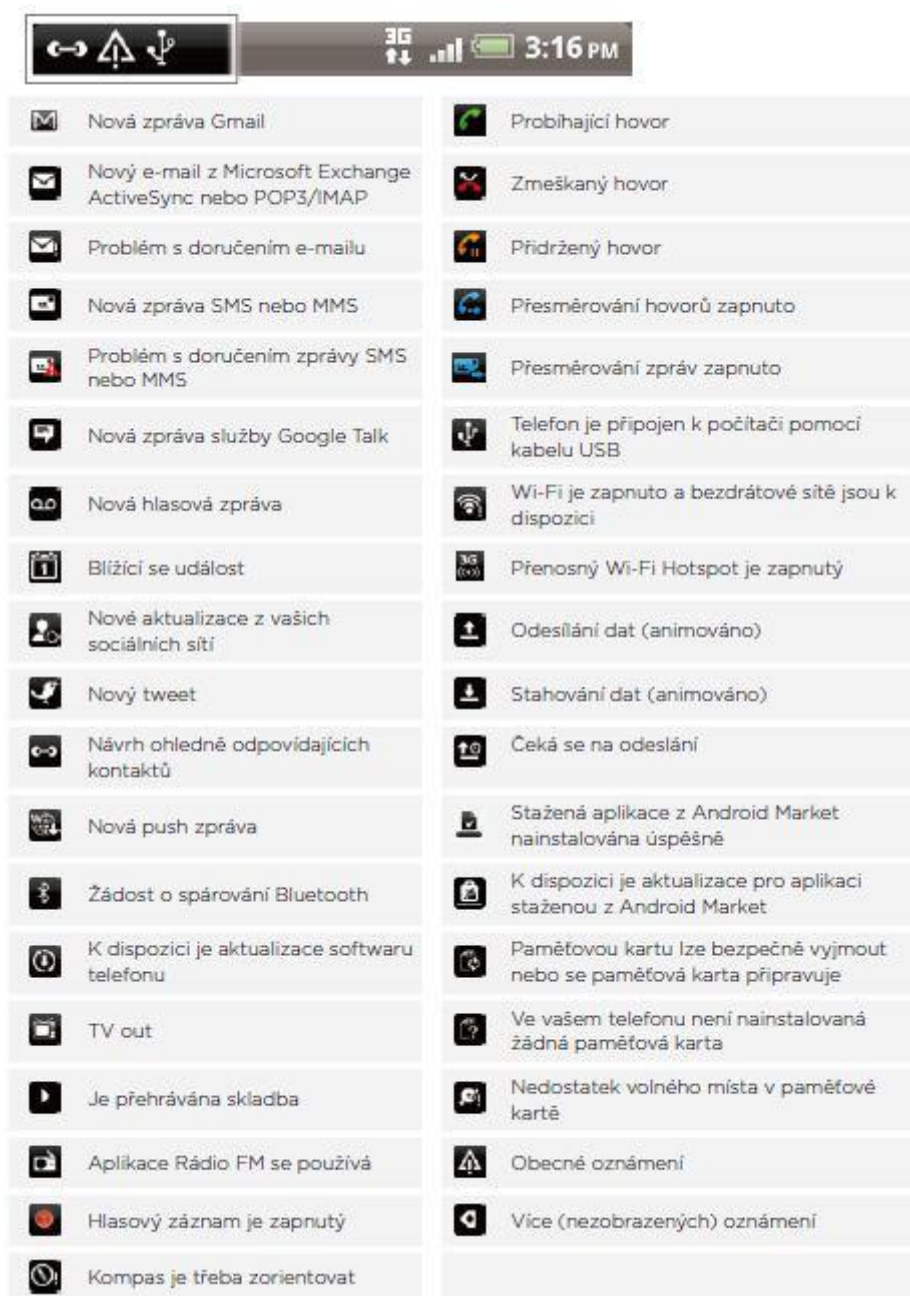 3G 3:16 PM
Nová zpráva Gmail
Nový e-mail z Microsoft Exchange
ActiveSync nebo POP3/IMAP
Problém s doručením e-mailu
Nová zpráva SMS nebo MMS
Problém s doručením zprávy SMS
nebo MMS
Nová zpráva služby Google Talk
Nová hlasová zpráva
Blížící se událost
Nové aktualizace z vašich
sociálních sítí
Nový tweet
Návrh ohledně odpovídajících
kontaktů
Nová push zpráva
Žádost o spárování Bluetooth
K dispozici je aktualizace softwaru
telefonu
TV out
Je přehrávána skladba
Aplikace Rádio FM se používá
Hlasový záznam je zapnutý
Kompas je třeba zorientovat
Probíhající hovor
Zmeškaný hovor
Přidržený hovor
Přesměrování hovorů zapnuto
Přesměrování zpráv zapnuto
Telefon je připojen k počítači pomocí
kabelu USB
Wi-Fi je zapnuto a bezdrátové sítě jsou k
dispozici
3G
Přenosný Wi-Fi Hotspot je zapnutý
Odesílání dat (animováno)
Stahování dat (animováno)
Čeká se na odeslání
Stažená aplikace z Android Market
nainstalována úspěšně
K dispozici je aktualizace pro aplikaci
staženou z Android Market
Paměťovou kartu lze bezpečně vyjmout
nebo se paměťová karta připravuje
Ve vašem telefonu není nainstalovaná
žádná paměťová karta
Nedostatek volného místa v paměťové
kartě
Obecné oznámení
Více (nezobrazených) oznámení